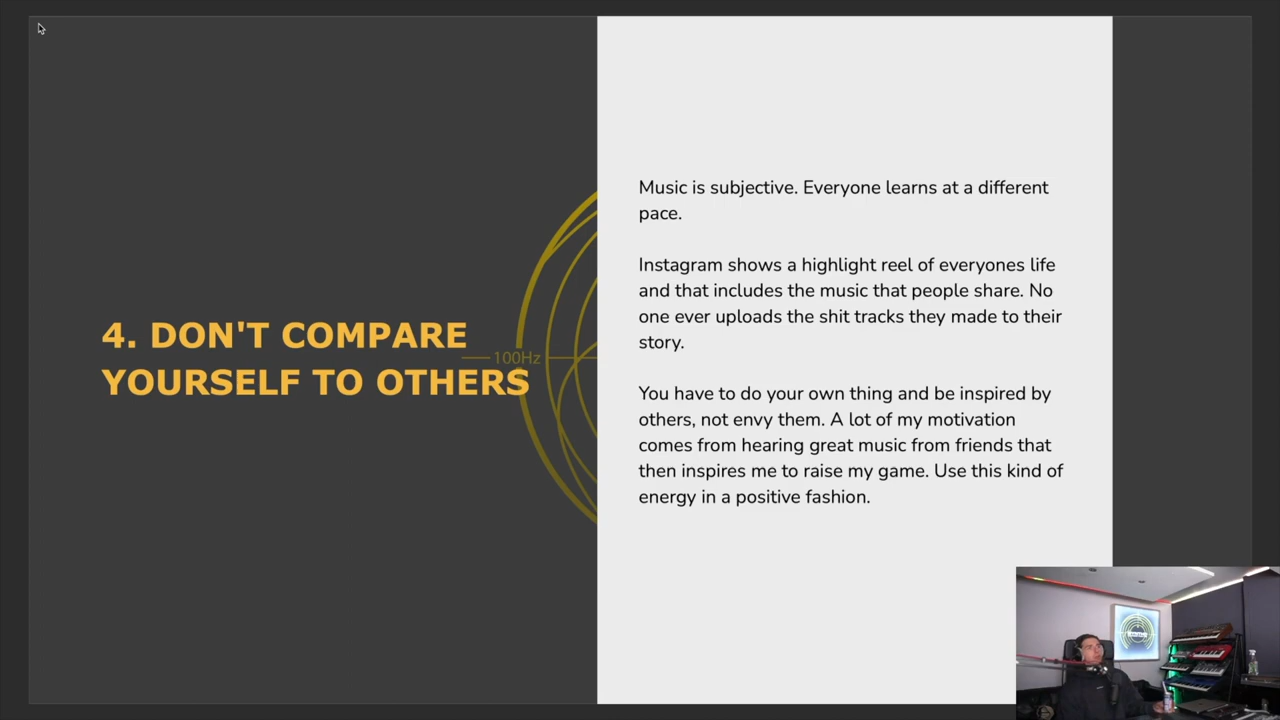 4. DON'T COMPARE
YOURSELF TO OTHERS
100Hz
Music is subjective. Everyone learns at a different
pace.
Instagram shows a highlight reel of everyones life
and that includes the music that people share. No
one ever uploads the shit tracks they made to their
story.
You have to do your own thing and be inspired by
others, not envy them. A lot of my motivation
comes from hearing great music from friends that
then inspires me to raise my game. Use this kind of
energy in a positive fashion.